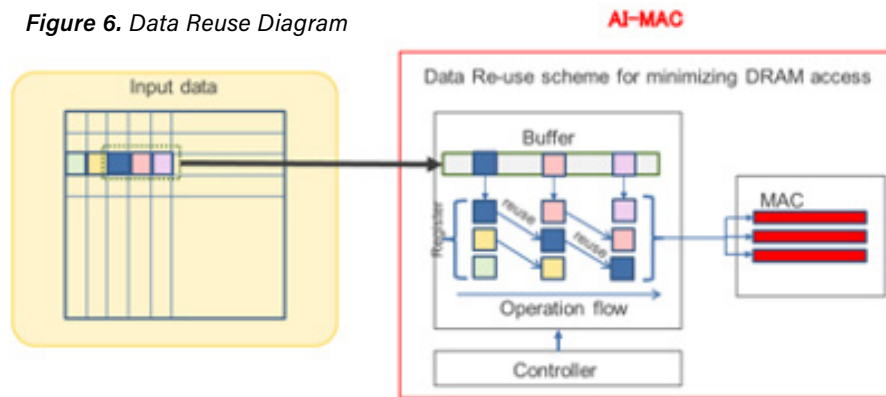 Figure 6. Data Reuse Diagram
AI-MAC
Input data
Data Re-use scheme for minimizing DRAM access
Buffer
Register
reuse
reuse
MAC
Operation flow
Controller